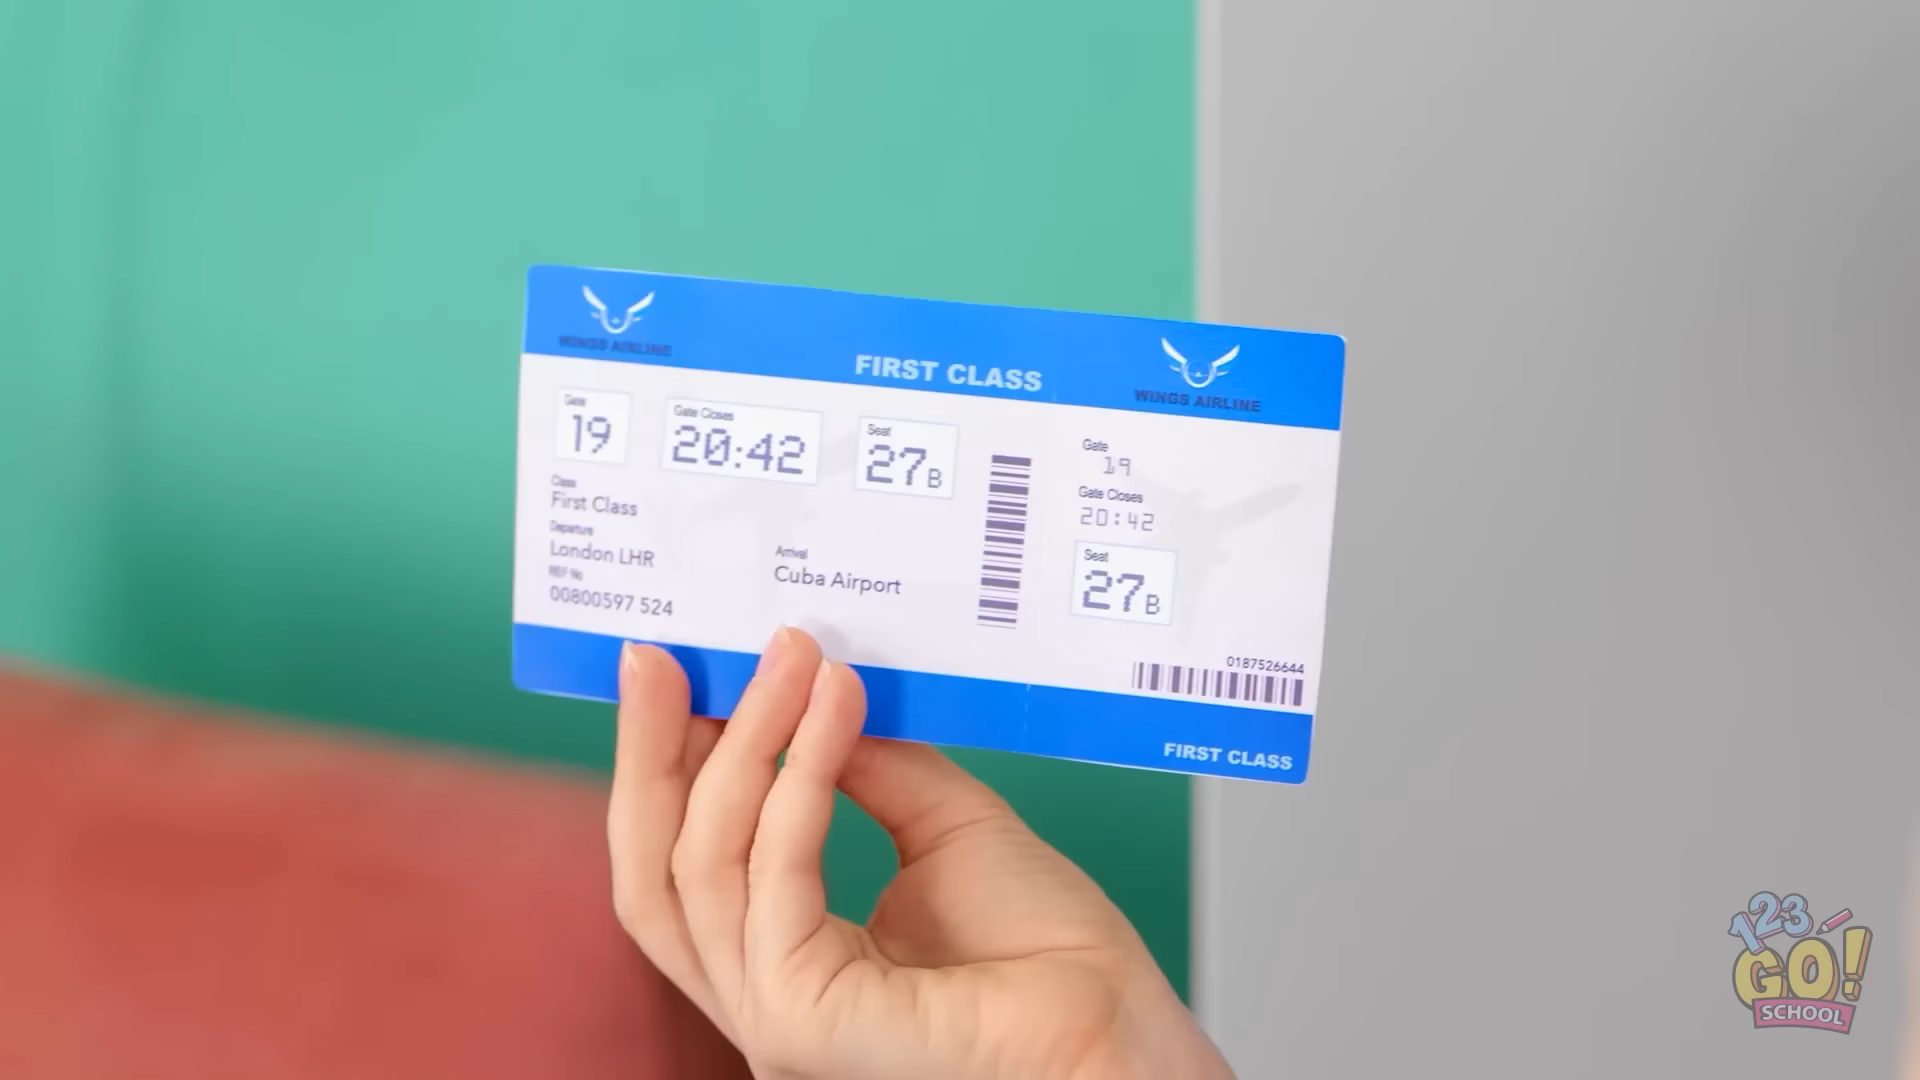 WINGS AIRLINE
FIRST CLASS
WINGS AIRLINE
Gate
19
Gate Closes
20:42
Seat
27B
Class
First Class
Departure
London LHR
REF No
00800597 524
Arrival
Cuba Airport
Gate
19
Gate Closes
20:42
Seat
27B
0187526644
FIRST CLASS
123
GO!
SCHOOL